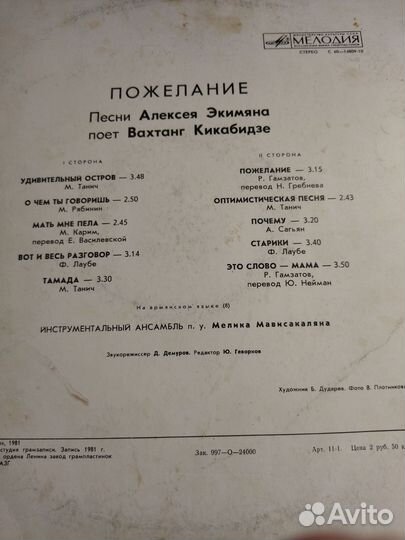 МЕЛОДИЯ
СТЕРЕО
ПОЖЕЛАНИЕ
Песни Алексея Экимяна
поет Вахтанг Кикабидзе
I СТОРОНА
УДИВИТЕЛЬНЫЙ ОСТРОВ — 3.48
М. Танич
О ЧЕМ ТЫ ГОВОРИШЬ — 2.50
М. Рябинин
МАТЬ МНЕ ПЕЛА — 2.45
М. Карим,
перевод Е. Василевской
ВОТ И ВЕСЬ РАЗГОВОР — 3.14
Ф. Лаубе
ТАМАДА — 3.30
М. Танич
II СТОРОНА
ПОЖЕЛАНИЕ — 3.15
Р. Гамзатов,
перевод Н. Гребнева
ОПТИМИСТИЧЕСКАЯ ПЕСНЯ — 2.43
М. Танич
ПОЧЕМУ — 3.20
А. Сагьян
СТАРИКИ — 3.40
Ф. Лаубе
ЭТО СЛОВО — МАМА — 3.50
Р. Гамзатов,
перевод Ю. Нейман
На армянском языке (8)
ИНСТРУМЕНТАЛЬНЫЙ АНСАМБЛЬ п. у. Мелика Мависакаляна
Звукорежиссер Д. Демуров. Редактор Ю. Геворков
Художник Б. Дударев. Фото В. Плотников
1981
студия грамзаписи. Запись 1981 г.
ордена Ленина завод грампластинок
АЗГ
Зак. 997—О—24000
Арт. 11-1. Цена 2 руб. 50 к
Avito